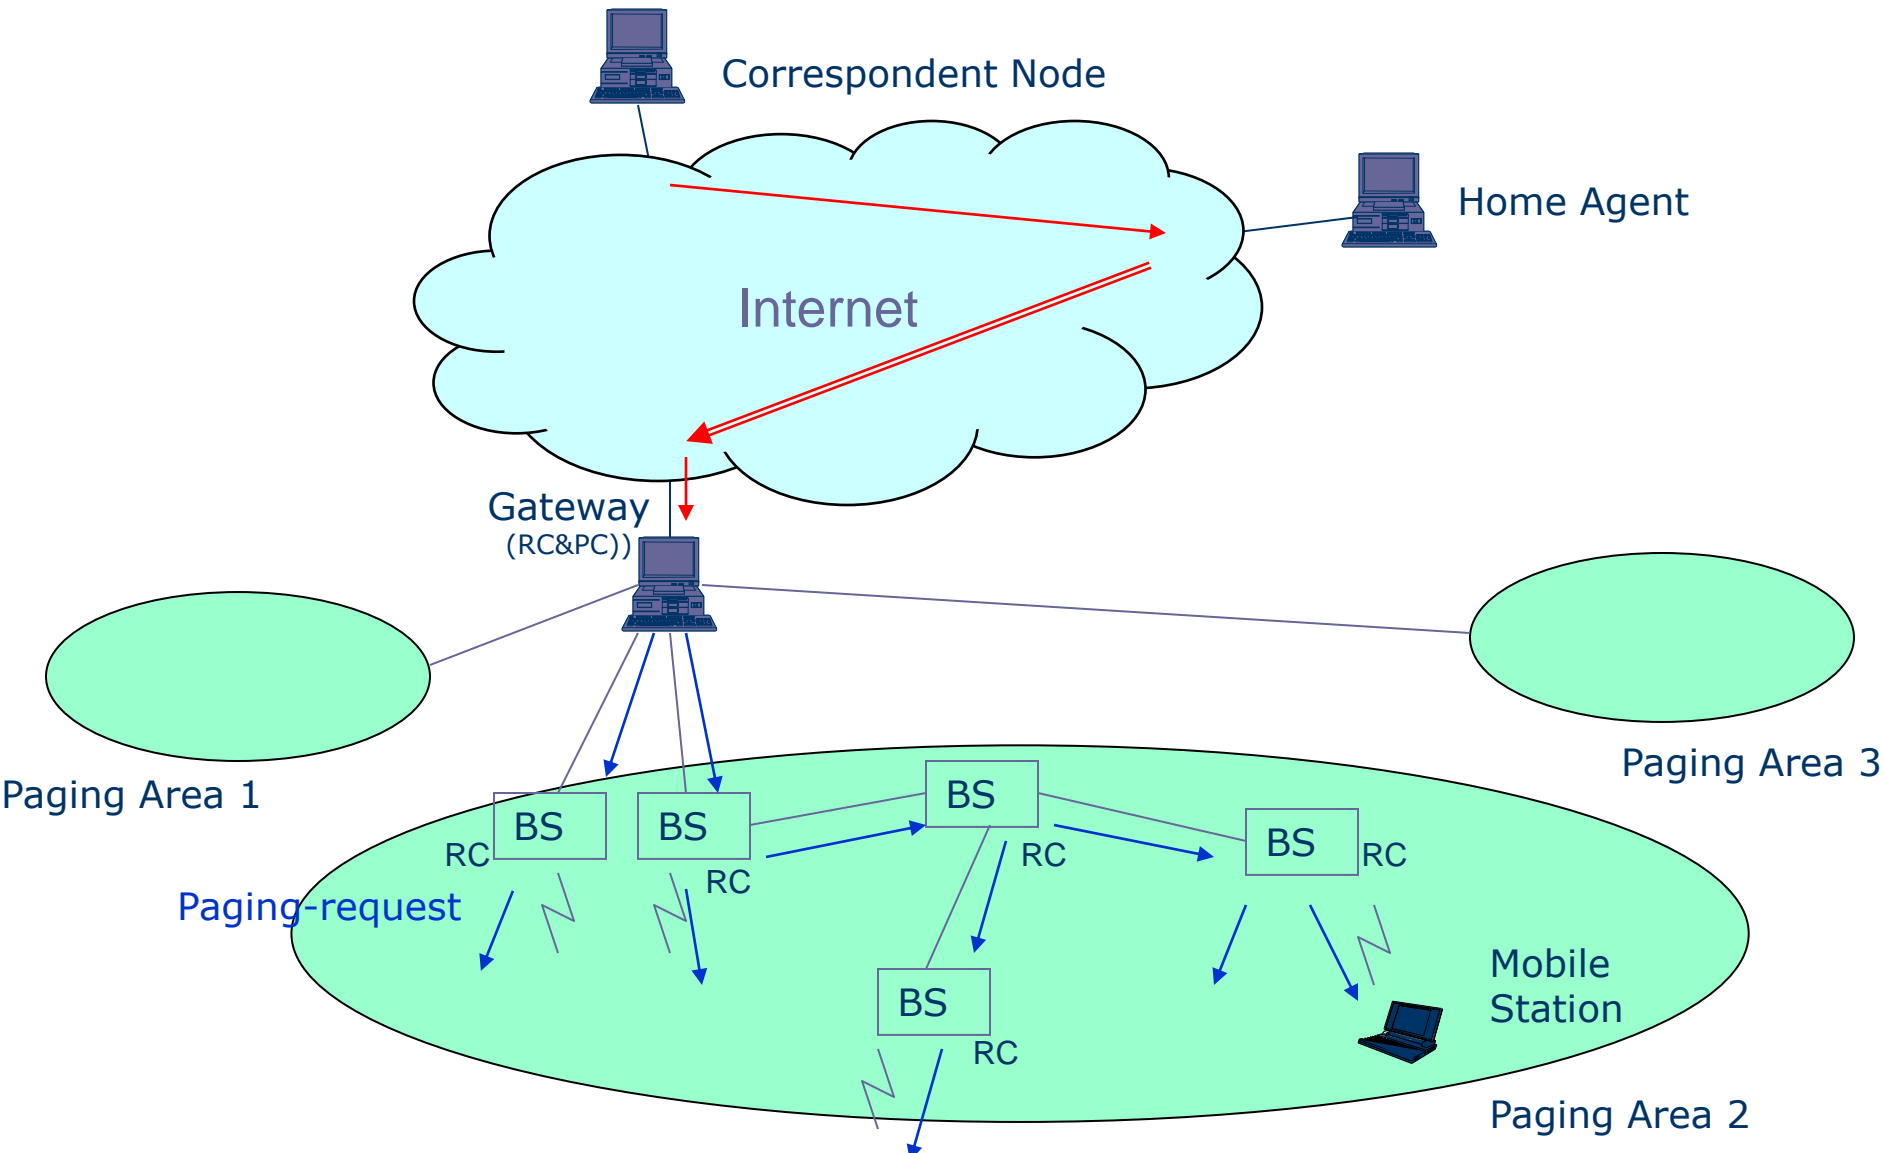 Correspondent Node
Home Agent
Internet
Gateway
(RC&PC))
Paging Area 1
Paging Area 3
BS
RC
BS
RC
BS
RC
BS
RC
Paging-request
BS
RC
Mobile
Station
Paging Area 2